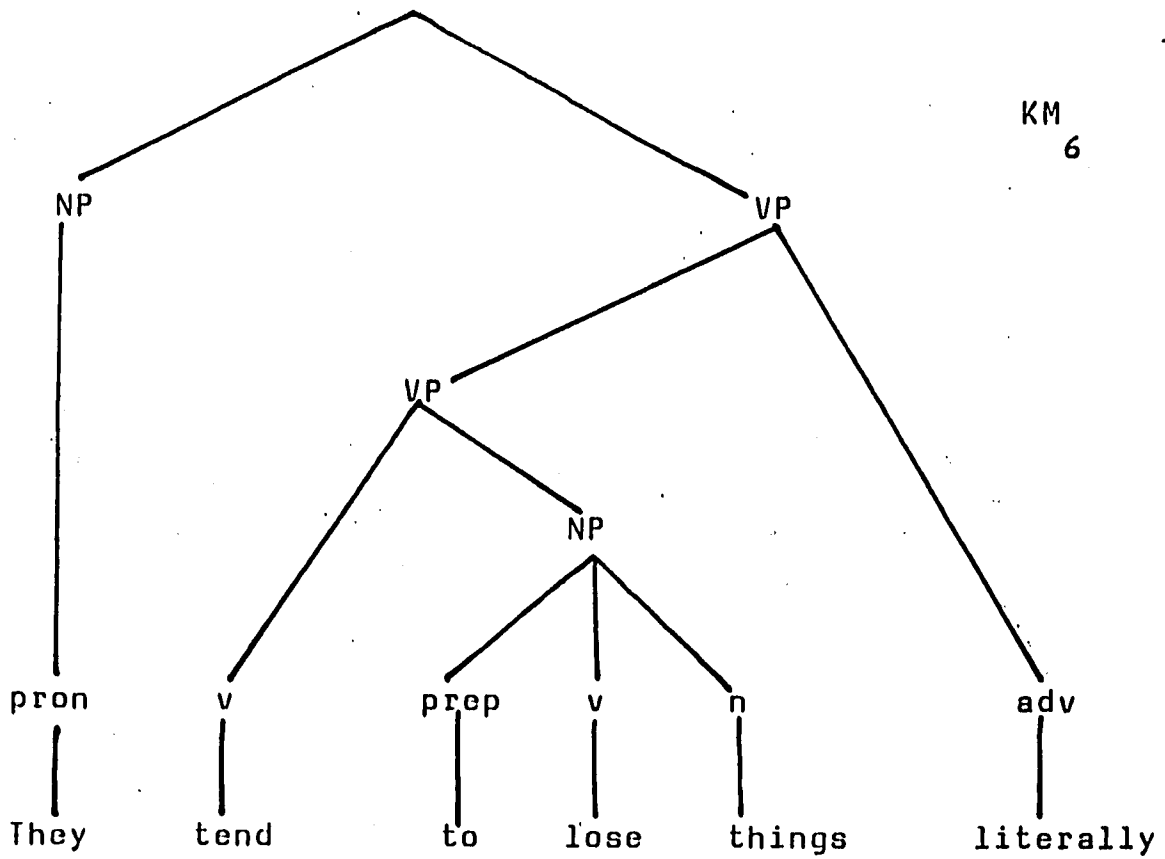 KM
6
NP VP
VP
NP
pron v prep v n adv
They tend to lose things literally